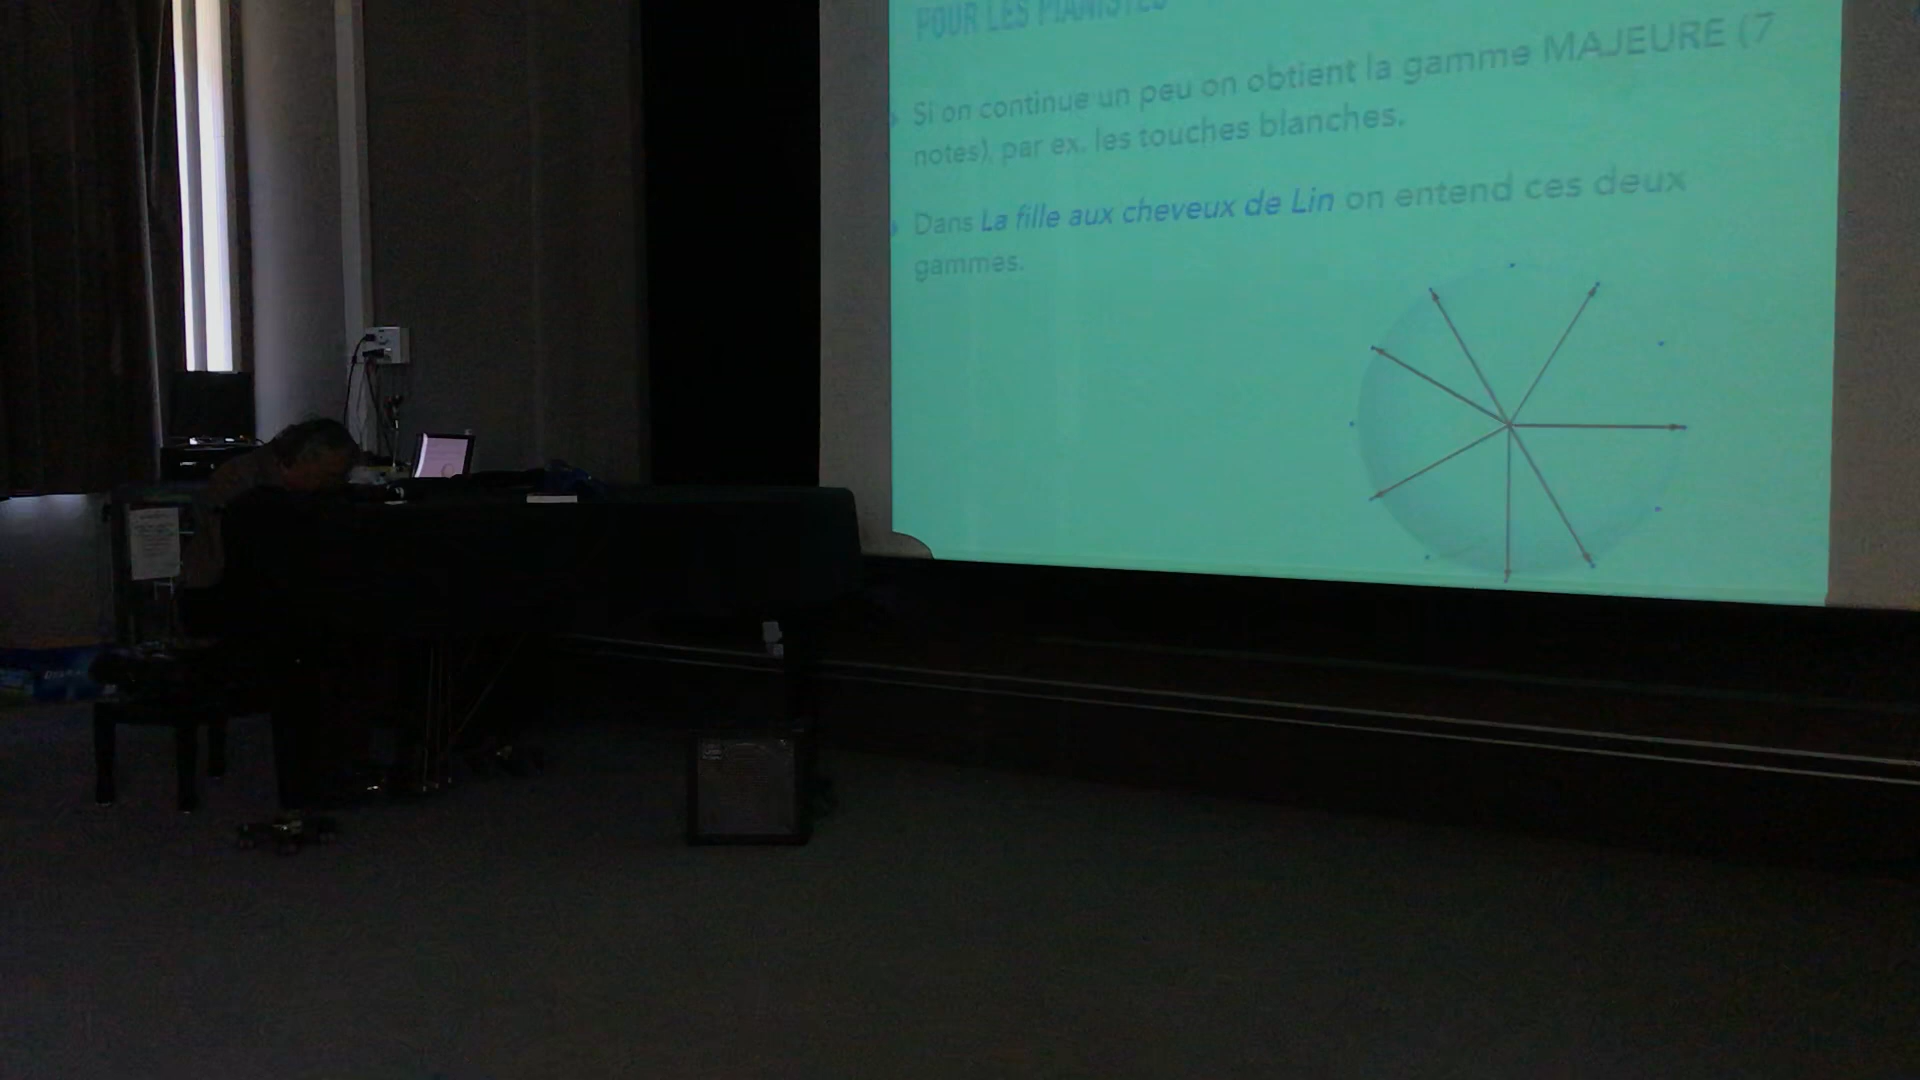 POUR LES PIANISTES
Si on continue un peu on obtient la gamme MAJEURE (7
notes), par ex. les touches blanches.
Dans La fille aux cheveux de Lin on entend ces deux
gammes.